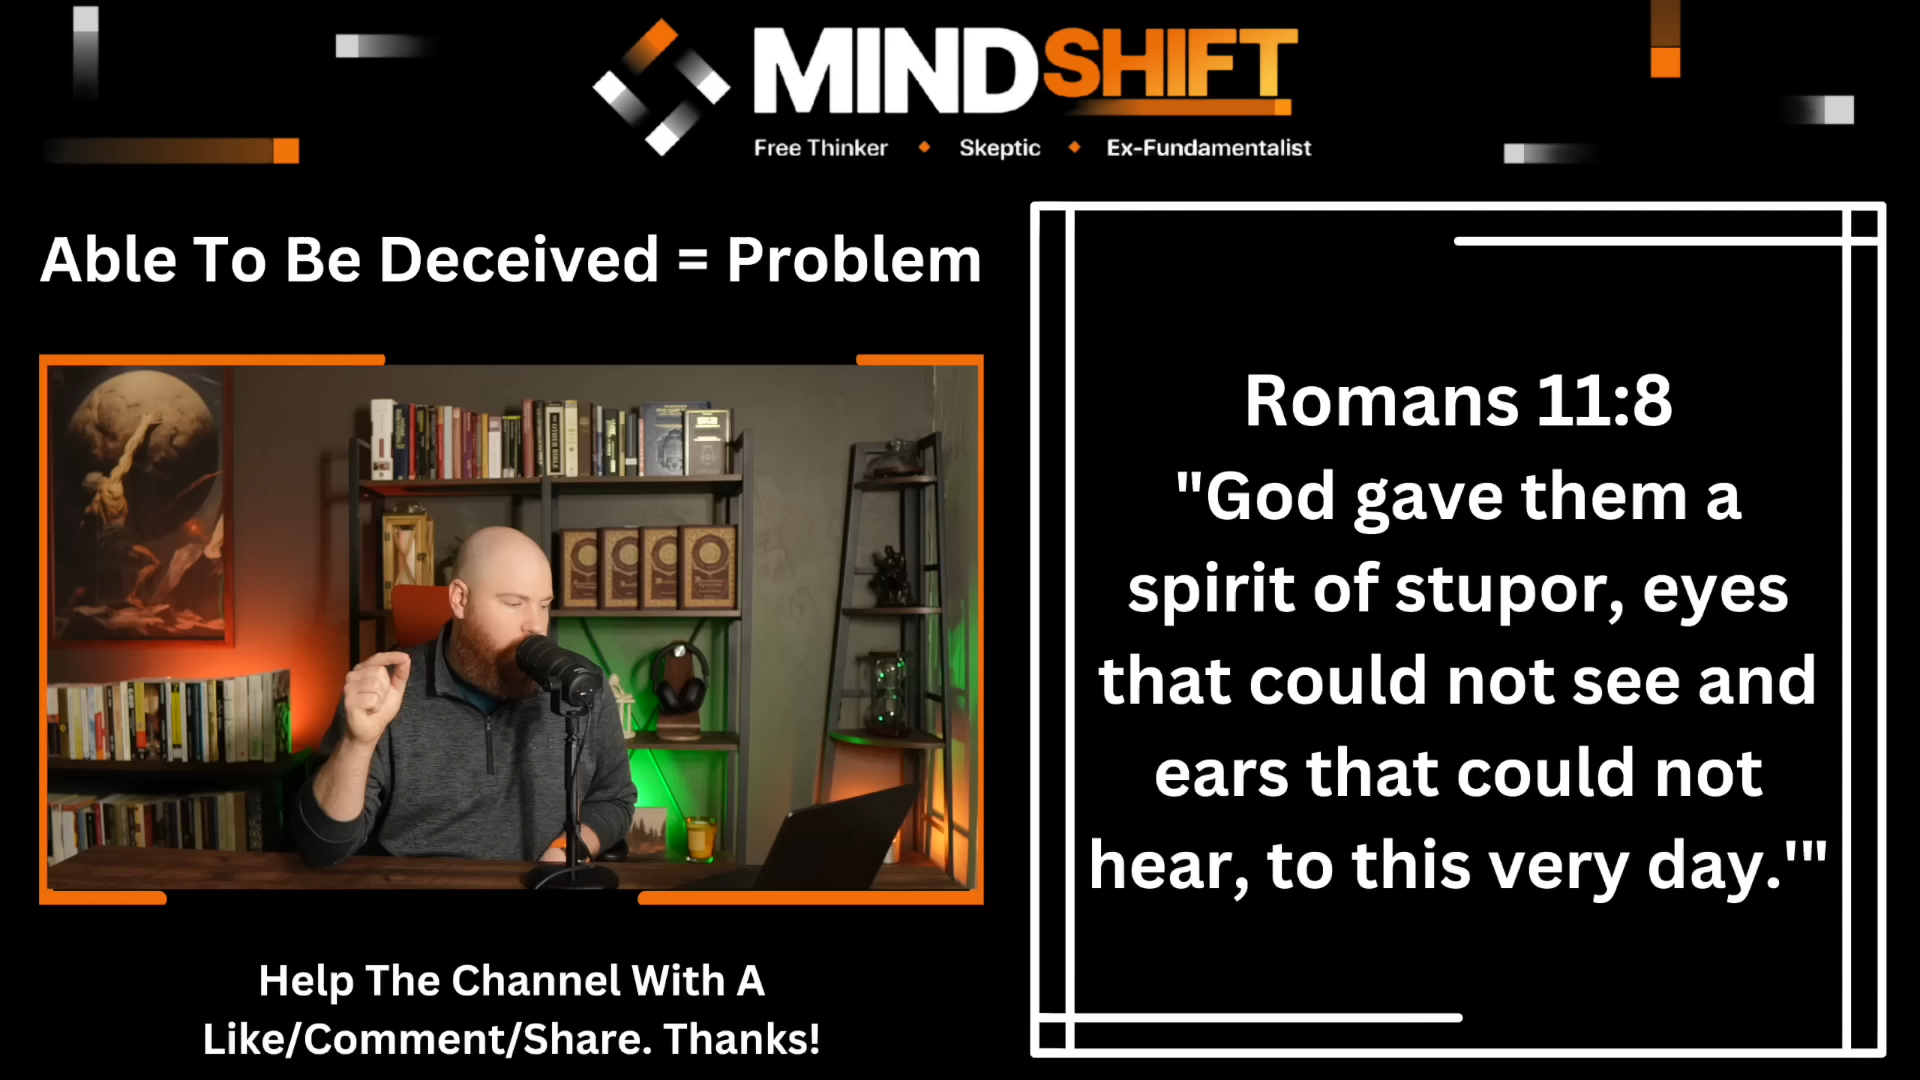 MINDSHIFT
Free Thinker ◆ Skeptic ◆ Ex-Fundamentalist
Able To Be Deceived = Problem
Help The Channel With A
Like/Comment/Share. Thanks!
Romans 11:8
"God gave them a
spirit of stupor, eyes
that could not see and
ears that could not
hear, to this very day.'"